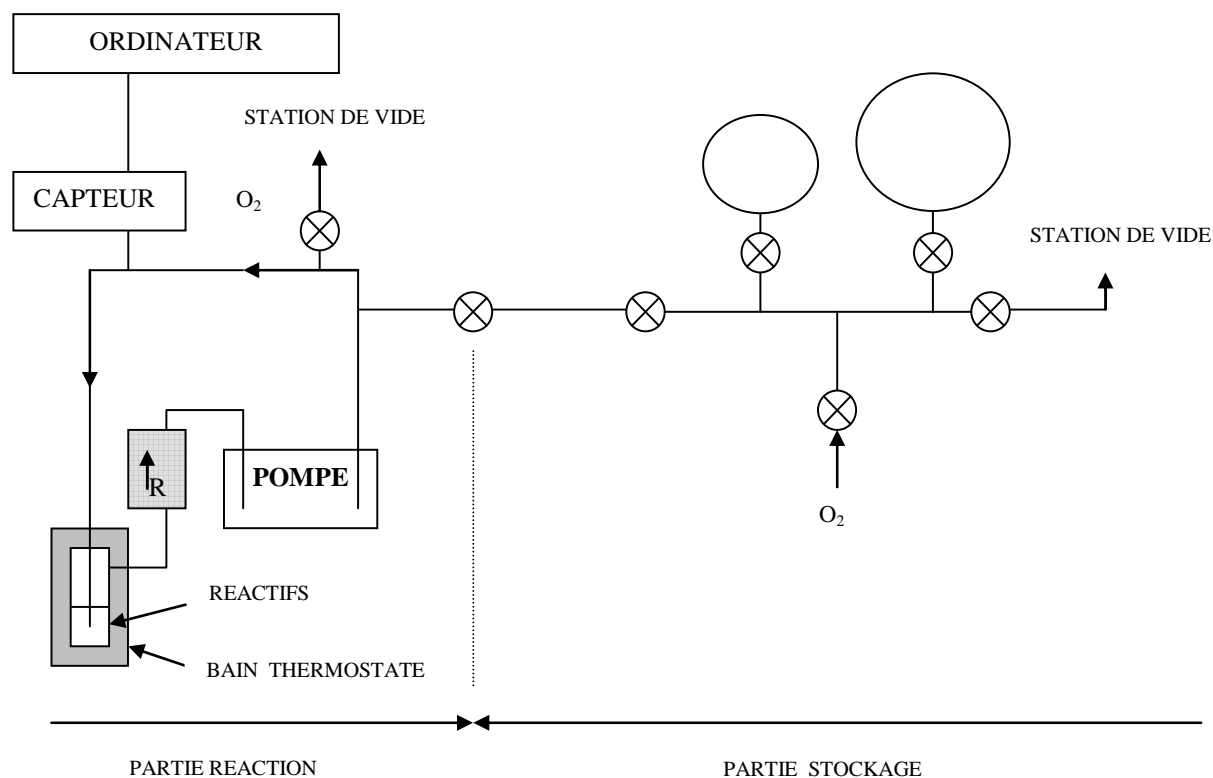 ORDINATEUR
STATION DE VIDE
CAPTEUR
O₂
STATION DE VIDE
R
POMPE
O₂
REACTIFS
BAIN THERMOSTATE
PARTIE REACTION
PARTIE STOCKAGE